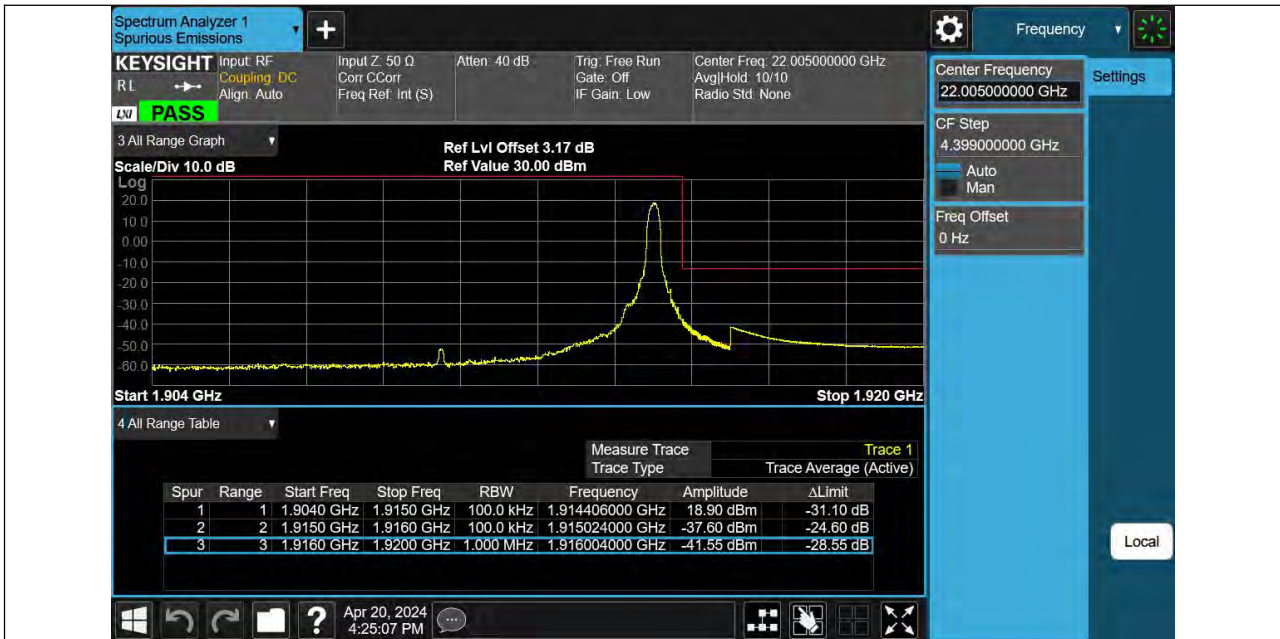 Spectrum Analyzer 1
Spurious Emissions
+
Frequency
KEYSIGHT Input: RF Input Z: 50 Ω Atten: 40 dB Trig: Free Run Center Freq: 22.005000000 GHz
RL Coupling: DC Corr CCorr Gate: Off Avg|Hold: 10/10
Align: Auto Freq Ref: Int (S) IF Gain: Low Radio Std: None
LXI PASS
Center Frequency
22.005000000 GHz
Settings
CF Step
4.399000000 GHz
Auto
Man
Freq Offset
0 Hz
3 All Range Graph
Ref Lvl Offset 3.17 dB
Scale/Div 10.0 dB Ref Value 30.00 dBm
Log
20.0
10.0
0.00
-10.0
-20.0
-30.0
-40.0
-50.0
-60.0
Start 1.904 GHz Stop 1.920 GHz
4 All Range Table
Measure Trace Trace 1
Trace Type Trace Average (Active)
Spur Range Start Freq Stop Freq RBW Frequency Amplitude ΔLimit
1 1 1.9040 GHz 1.9150 GHz 100.0 kHz 1.914406000 GHz 18.90 dBm -31.10 dB
2 2 1.9150 GHz 1.9160 GHz 100.0 kHz 1.915024000 GHz -37.60 dBm -24.60 dB
3 3 1.9160 GHz 1.9200 GHz 1.000 MHz 1.916004000 GHz -41.55 dBm -28.55 dB
Local
? Apr 20, 2024
4:25:07 PM